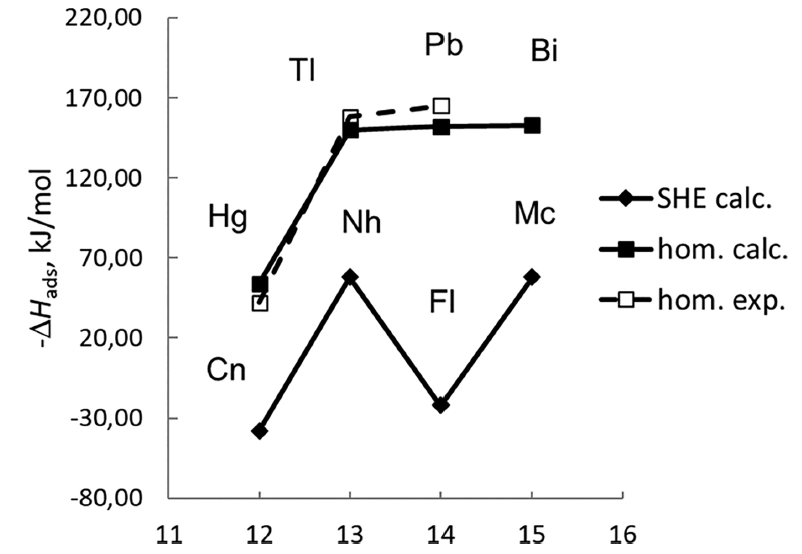 220,00
170,00
120,00
70,00
20,00
-30,00
-80,00
-ΔHads, kJ/mol
11 12 13 14 15 16
Tl
Pb
Bi
Hg
Nh
Mc
Fl
Cn
SHE calc.
hom. calc.
hom. exp.